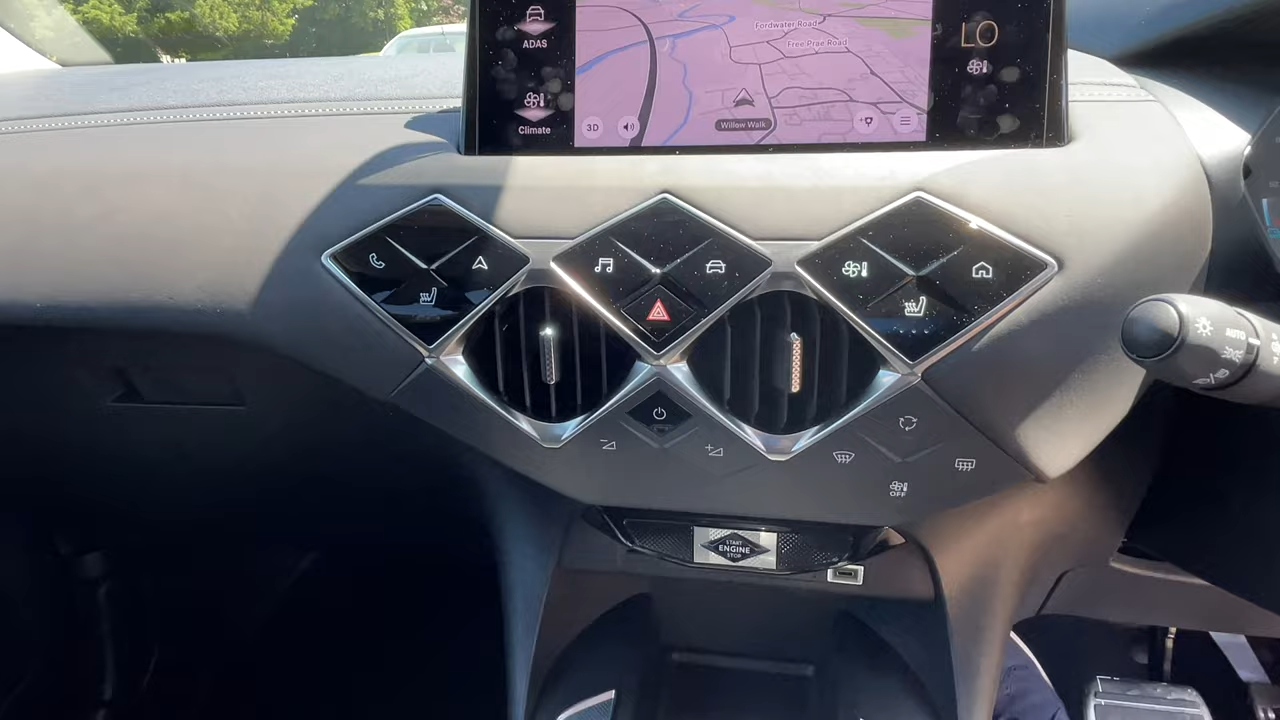 ADAS
Climate
Fordwater Road
Free Prae Road
3D
Willow Walk
LO
AUTO
OFF
START
ENGINE
STOP